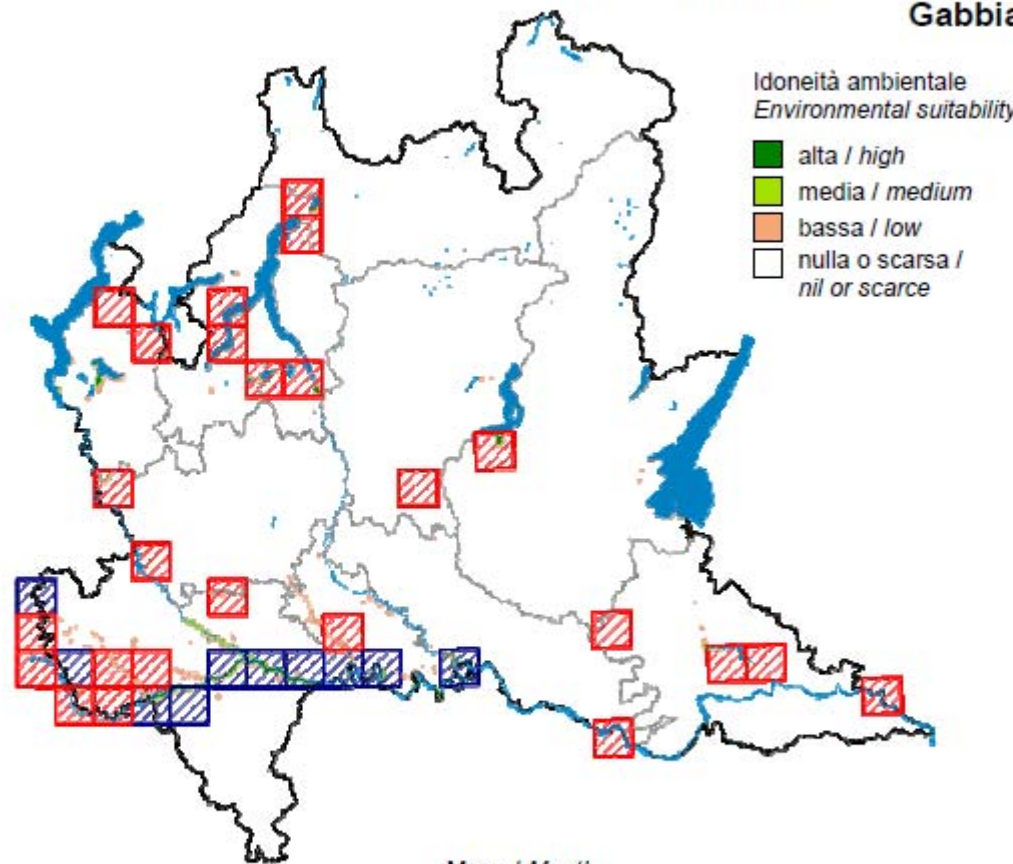 Gabbia
Idoneità ambientale
Environmental suitability
alta / high
media / medium
bassa / low
nulla o scarsa /
nil or scarce